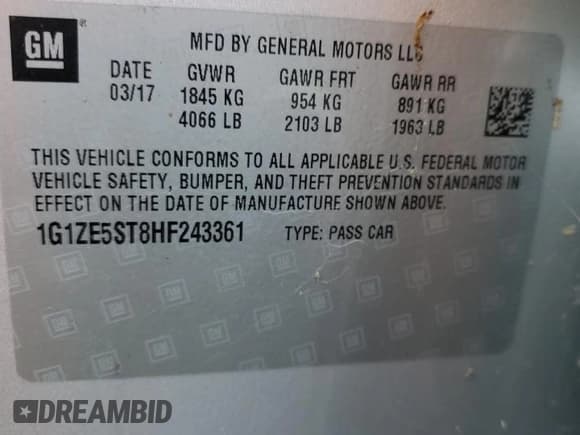 GM
MFD BY GENERAL MOTORS LLC
DATE GVWR GAWR FRT GAWR RR
03/17 1845 KG 954 KG 891 KG
4066 LB 2103 LB 1963 LB
THIS VEHICLE CONFORMS TO ALL APPLICABLE U.S. FEDERAL MOTOR
VEHICLE SAFETY, BUMPER, AND THEFT PREVENTION STANDARDS IN
EFFECT ON THE DATE OF MANUFACTURE SHOWN ABOVE.
1G1ZE5ST8HF243361 TYPE: PASS CAR
DREAMBID